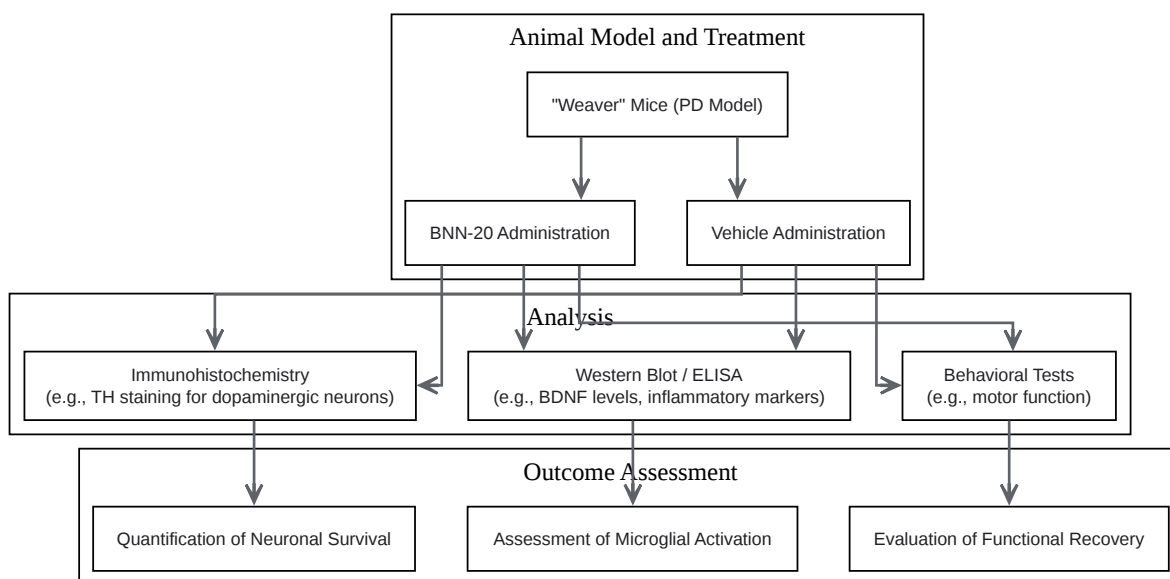 Animal Model and Treatment
"Weaver" Mice (PD Model)
BNN-20 Administration
Vehicle Administration
Analysis
Immunohistochemistry
(e.g., TH staining for dopaminergic neurons)
Western Blot / ELISA
(e.g., BDNF levels, inflammatory markers)
Behavioral Tests
(e.g., motor function)
Outcome Assessment
Quantification of Neuronal Survival
Assessment of Microglial Activation
Evaluation of Functional Recovery